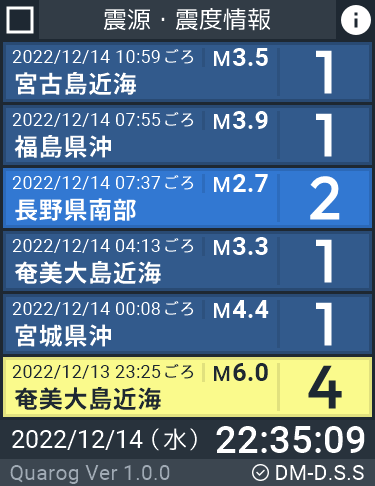 震源・震度情報
2022/12/14 10:59ごろ M3.5 1
宮古島近海
2022/12/14 07:55ごろ M3.9 1
福島県沖
2022/12/14 07:37ごろ M2.7 2
長野県南部
2022/12/14 04:13ごろ M3.3 1
奄美大島近海
2022/12/14 00:08ごろ M4.4 1
宮城県沖
2022/12/13 23:25ごろ M6.0 4
奄美大島近海
2022/12/14（水） 22:35:09
Quarog Ver 1.0.0 DM-D.S.S